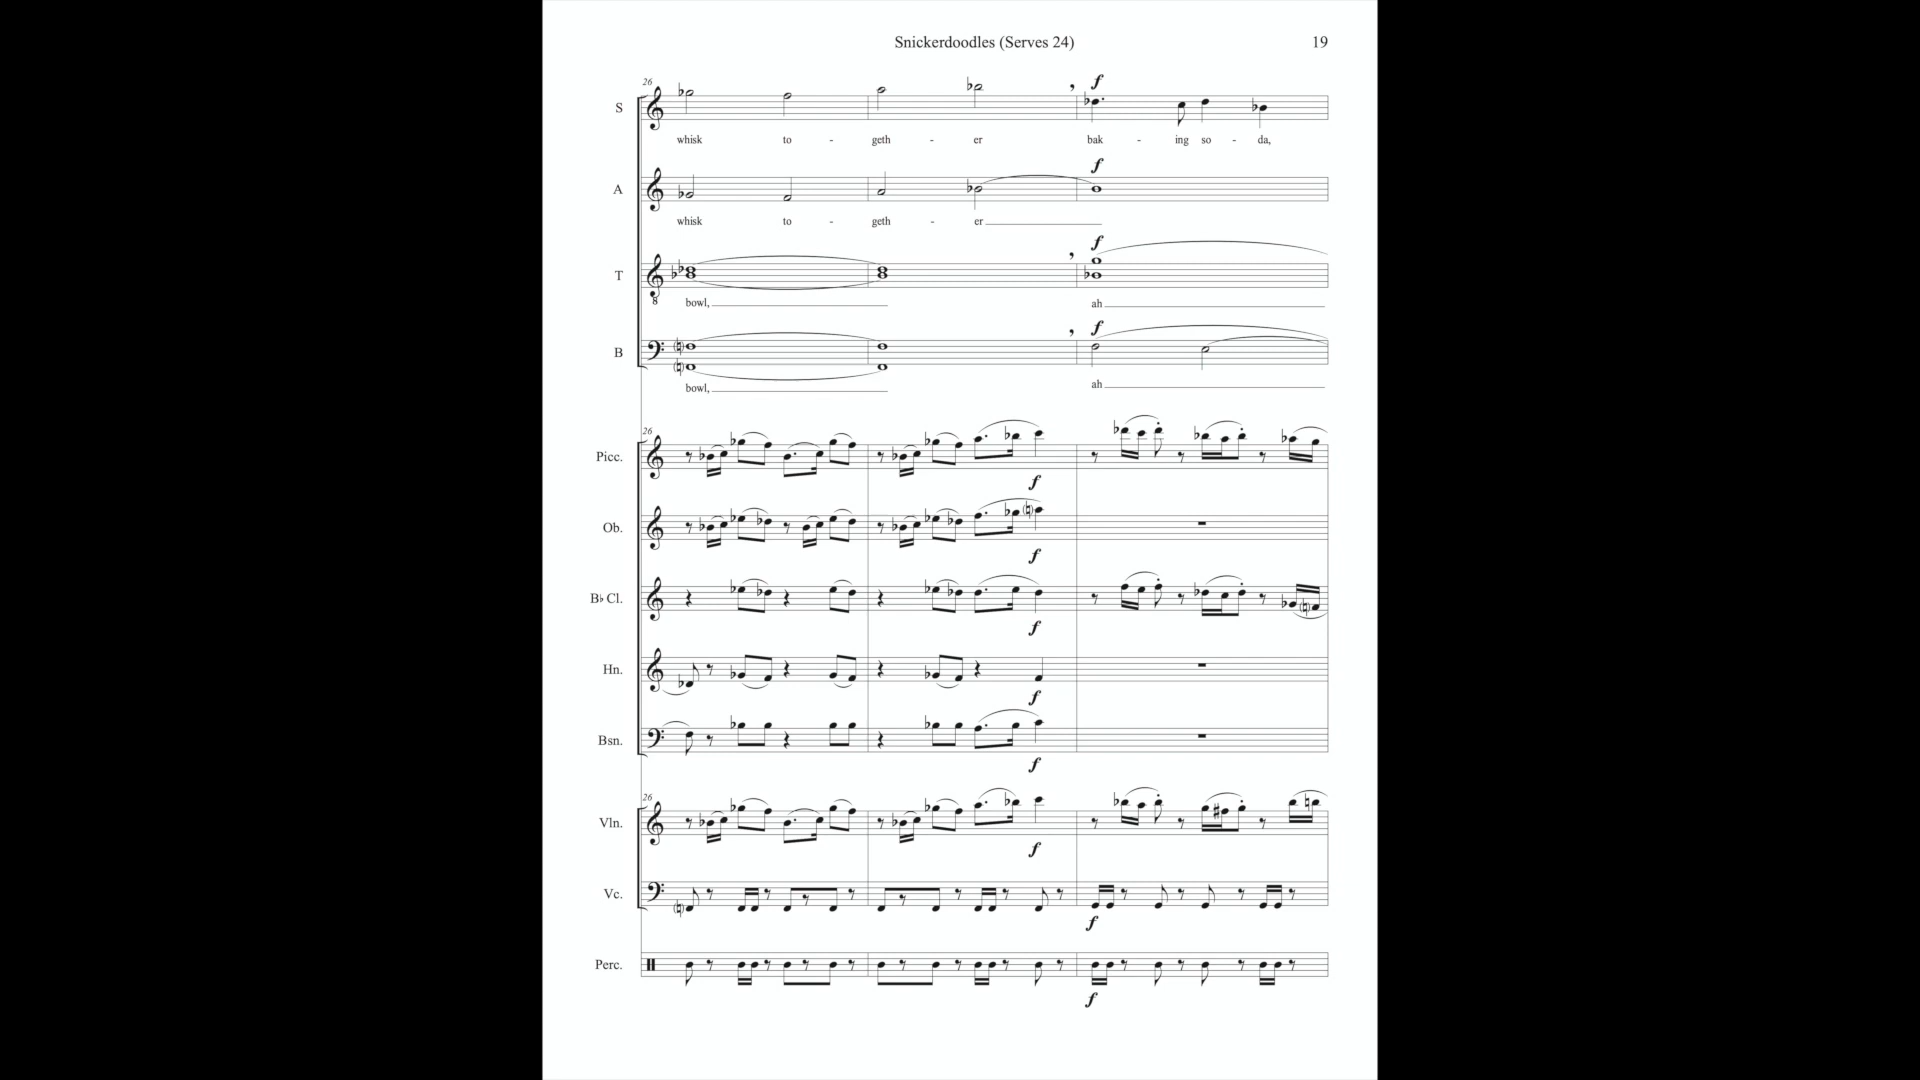 Snickerdoodles (Serves 24) 19
26
f
S
whisk to - geth - er bak - ing so - da,
f
A
whisk to - geth - er
f
T
8
bowl, ah
f
B
bowl, ah
26
Picc.
f
Ob.
f
B♭ Cl.
f
Hn.
f
Bsn.
f
26
Vln.
f
Vc.
f
Perc.
f